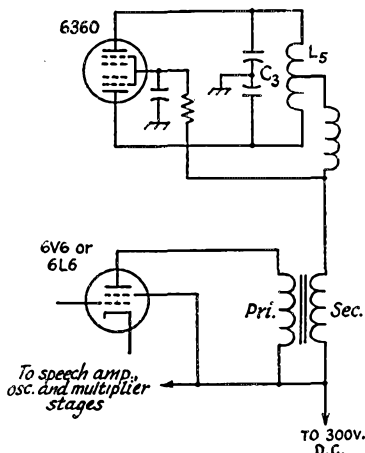 6360
C3
L5
6V6 or
6L6
Pri.
Sec.
To speech amp.,
osc. and multiplier
stages
TO 300V.
D.C.